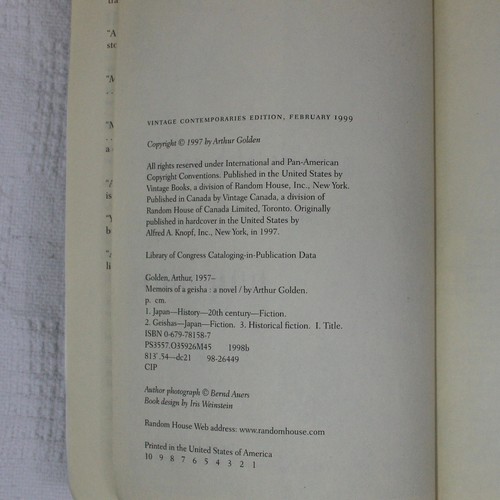 VINTAGE CONTEMPORARIES EDITION, FEBRUARY 1999
Copyright © 1997 by Arthur Golden
All rights reserved under International and Pan-American
Copyright Conventions. Published in the United States by
Vintage Books, a division of Random House, Inc., New York.
Published in Canada by Vintage Canada, a division of
Random House of Canada Limited, Toronto. Originally
published in hardcover in the United States by
Alfred A. Knopf, Inc., New York, in 1997.
Library of Congress Cataloging-in-Publication Data
Golden, Arthur, 1957–
Memoirs of a geisha : a novel / by Arthur Golden.
p. cm.
1. Japan—History—20th century—Fiction.
2. Geishas—Japan—Fiction. 3. Historical fiction. I. Title.
ISBN 0-679-78158-7
PS3557.O35926M45 1998b
813'.54—dc21 98-26449
CIP
Author photograph © Bernd Auers
Book design by Iris Weinstein
Random House Web address: www.randomhouse.com
Printed in the United States of America
10 9 8 7 6 5 4 3 2 1